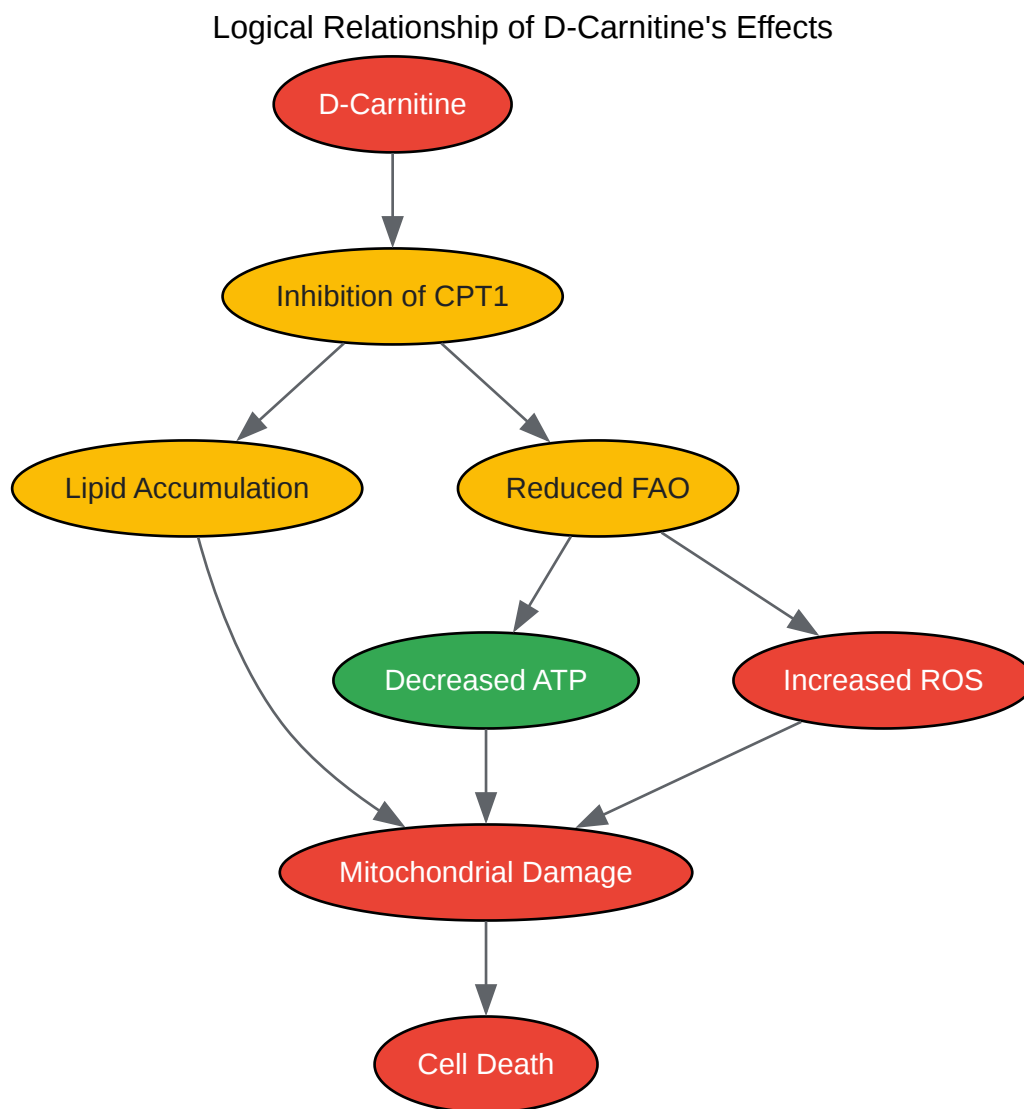 Logical Relationship of D-Carnitine's Effects
D-Carnitine
Inhibition of CPT1
Lipid Accumulation
Reduced FAO
Decreased ATP
Increased ROS
Mitochondrial Damage
Cell Death